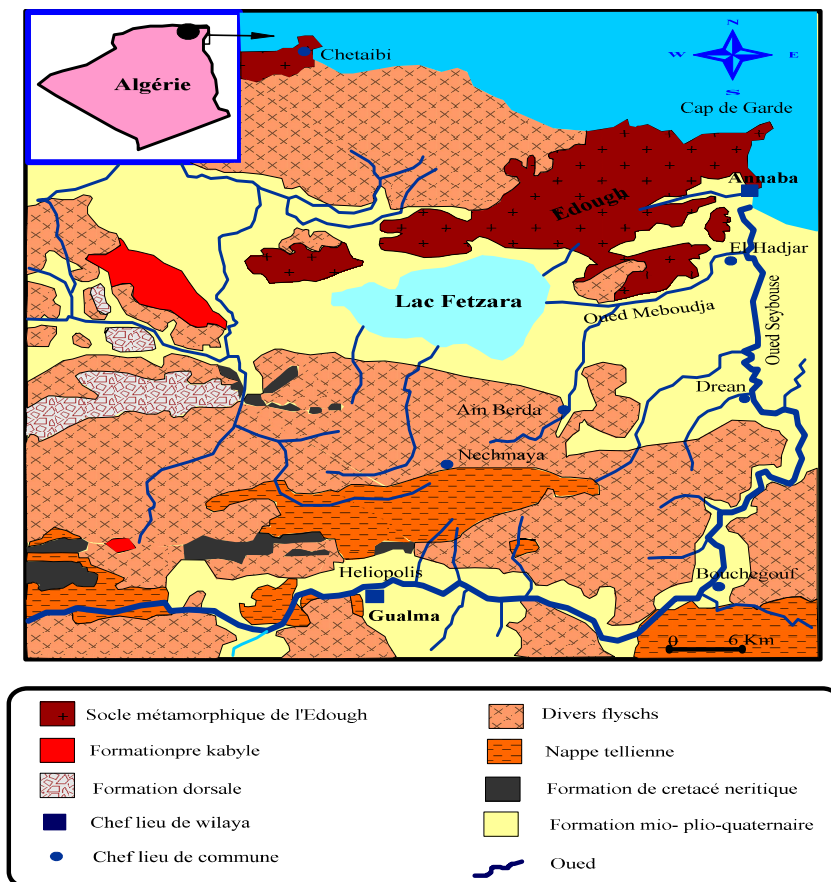 Algérie
Chetaibi
N
W
E
S
Cap de Garde
Annaba
Edough
El Hadjar
Lac Fetzara
Oued Meboudja
Oued Seybouse
Drean
Ain Berda
Nechmaya
Heliopolis
Bouchegouf
Gualma
0 6 Km
Socle métamorphique de l'Edough
Formationpre kabyle
Formation dorsale
Chef lieu de wilaya
Chef lieu de commune
Divers flyschs
Nappe tellienne
Formation de cretacé neritique
Formation mio- plio-quaternaire
Oued